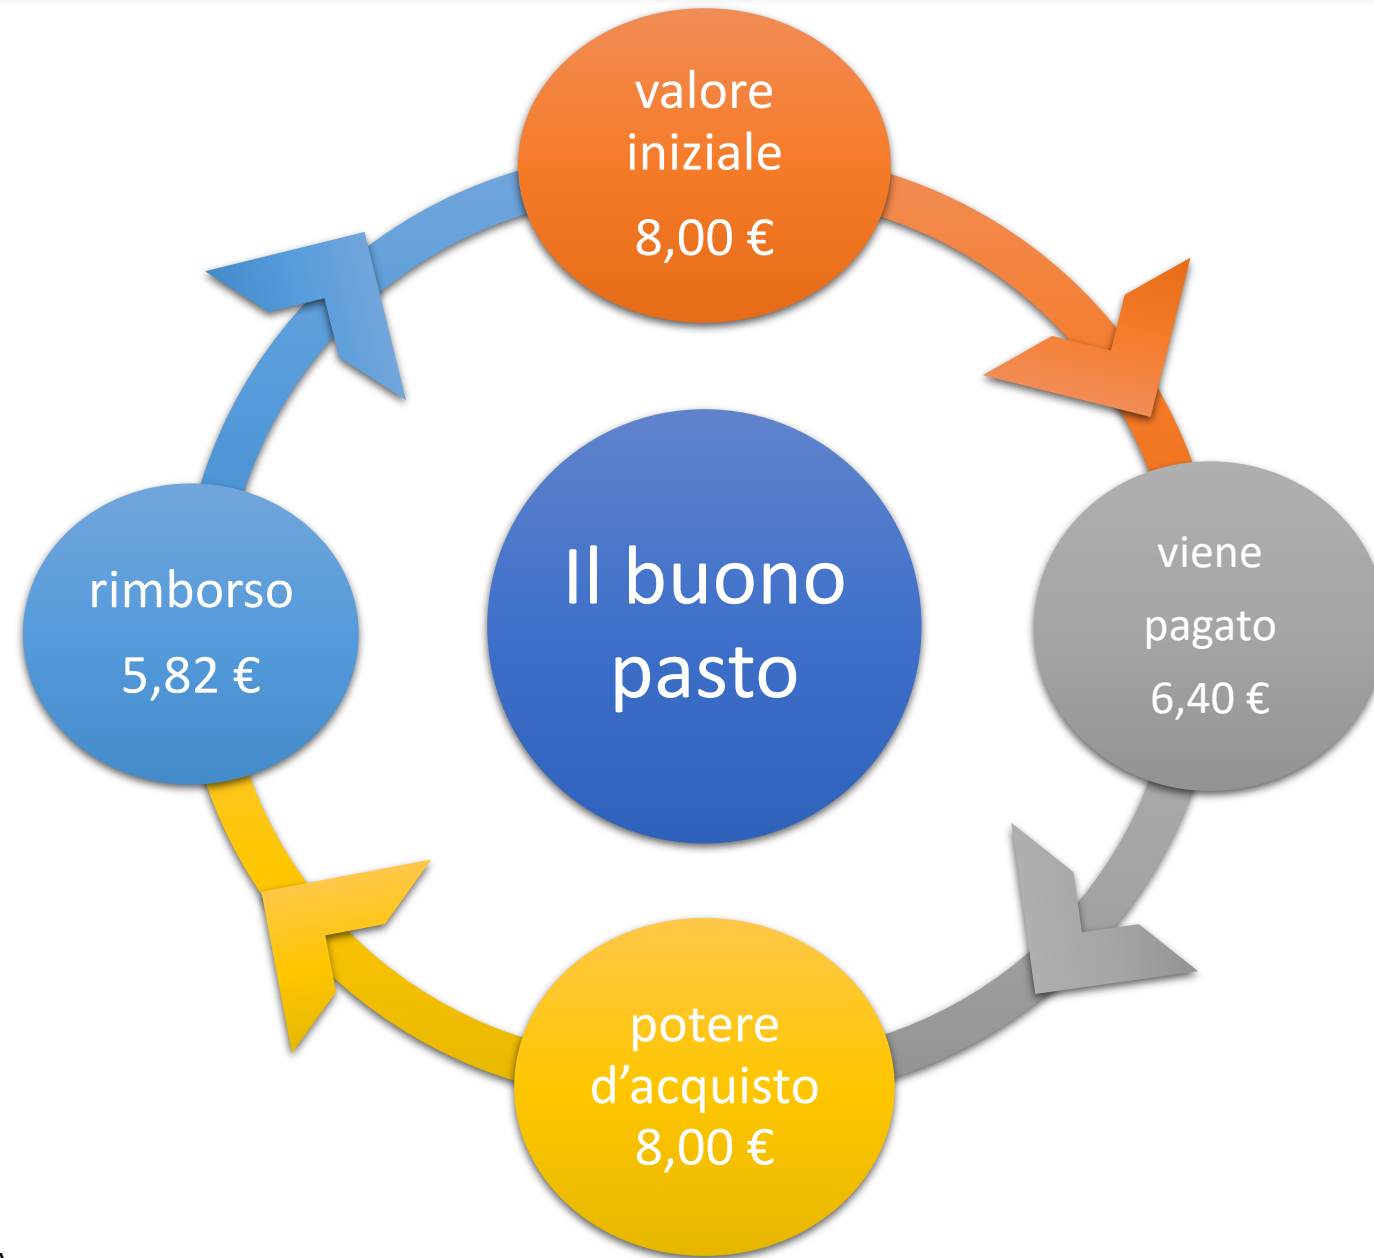 valore
iniziale
8,00 €
viene
pagato
6,40 €
Il buono
pasto
rimborso
5,82 €
potere
d’acquisto
8,00 €